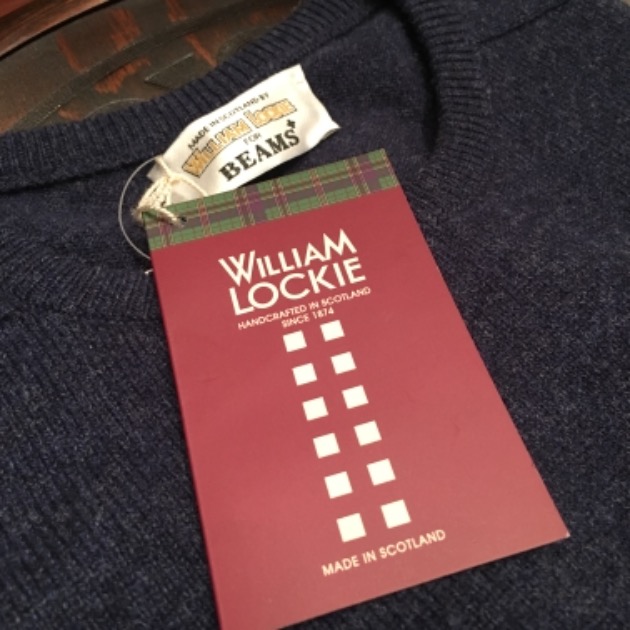 MADE IN SCOTLAND BY
WILLIAM LOCKIE
FOR
BEAMS+
WILLIAM
LOCKIE
HANDCRAFTED IN SCOTLAND
SINCE 1874
MADE IN SCOTLAND